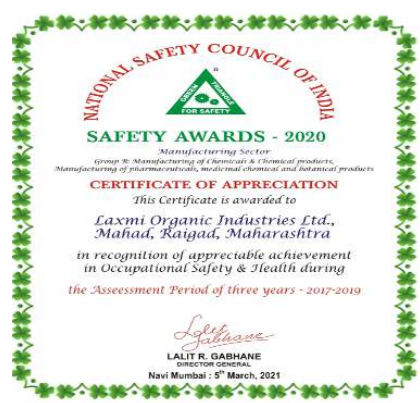 NATIONAL SAFETY COUNCIL OF INDIA
GREEN TRIANGLE
FOR SAFETY
SAFETY AWARDS - 2020
Manufacturing Sector
Group R: Manufacturing of Chemicals & Chemical products,
Manufacturing of pharmaceuticals, medicinal chemical and botanical products
CERTIFICATE OF APPRECIATION
This Certificate is awarded to
Laxmi Organic Industries Ltd.,
Mahad, Raigad, Maharashtra
in recognition of appreciable achievement
in Occupational Safety & Health during
the Assessment Period of three years - 2017-2019
Lalit
Gabhane
LALIT R. GABHANE
DIRECTOR GENERAL
Navi Mumbai : 5th March, 2021